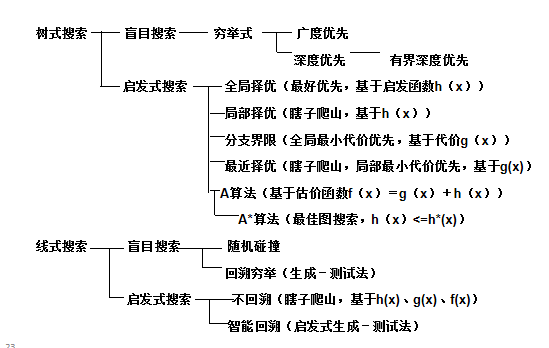 树式搜索 盲目搜索 穷举式 广度优先
深度优先 有界深度优先
启发式搜索 全局择优（最好优先，基于启发函数h（x））
局部择优（瞎子爬山，基于h（x））
分支界限（全局最小代价优先，基于代价g（x））
最近择优（瞎子爬山，局部最小代价优先，基于g(x)）
A算法（基于估价函数f（x）＝g（x）＋h（x））
A*算法（最佳图搜索，h（x）<=h*(x)）
线式搜索 盲目搜索 随机碰撞
回溯穷举（生成－测试法）
启发式搜索 不回溯（瞎子爬山，基于h(x)、g(x)、f(x)）
智能回溯（启发式生成－测试法）
23